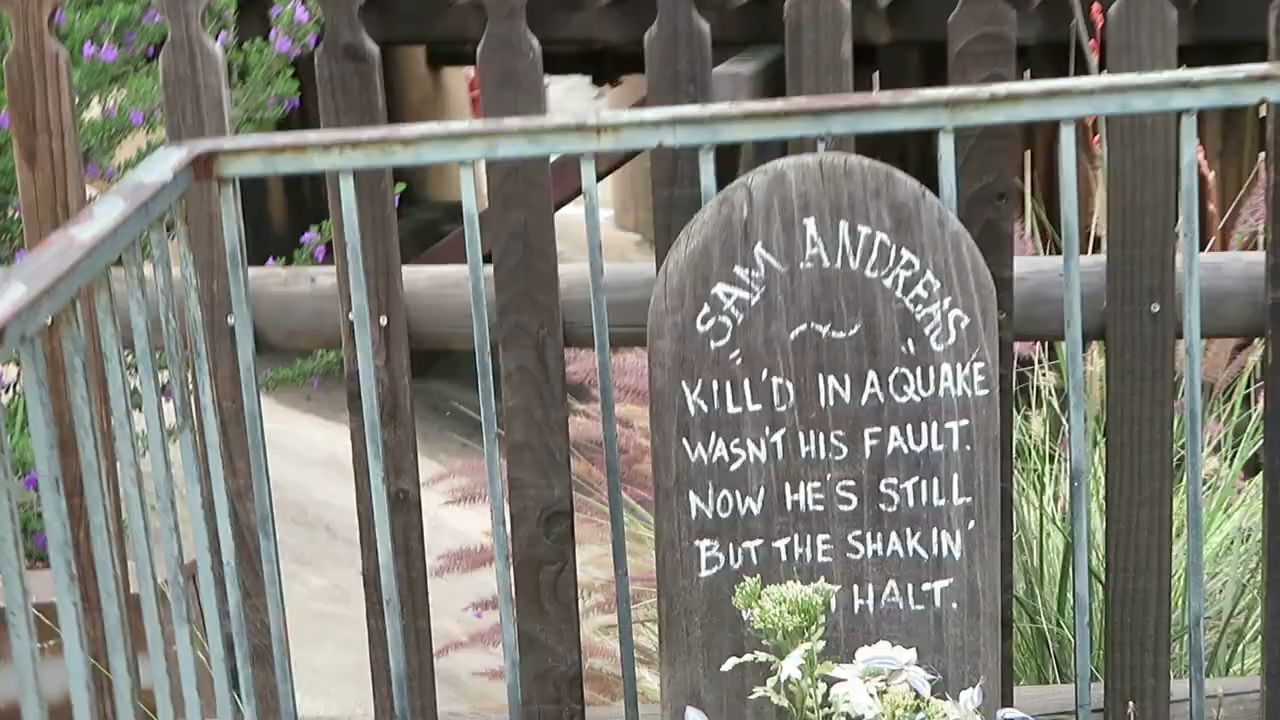 "SAM ANDREAS"
KILL'D IN A QUAKE
WASN'T HIS FAULT.
NOW HE'S STILL
BUT THE SHAKIN'
HALT.